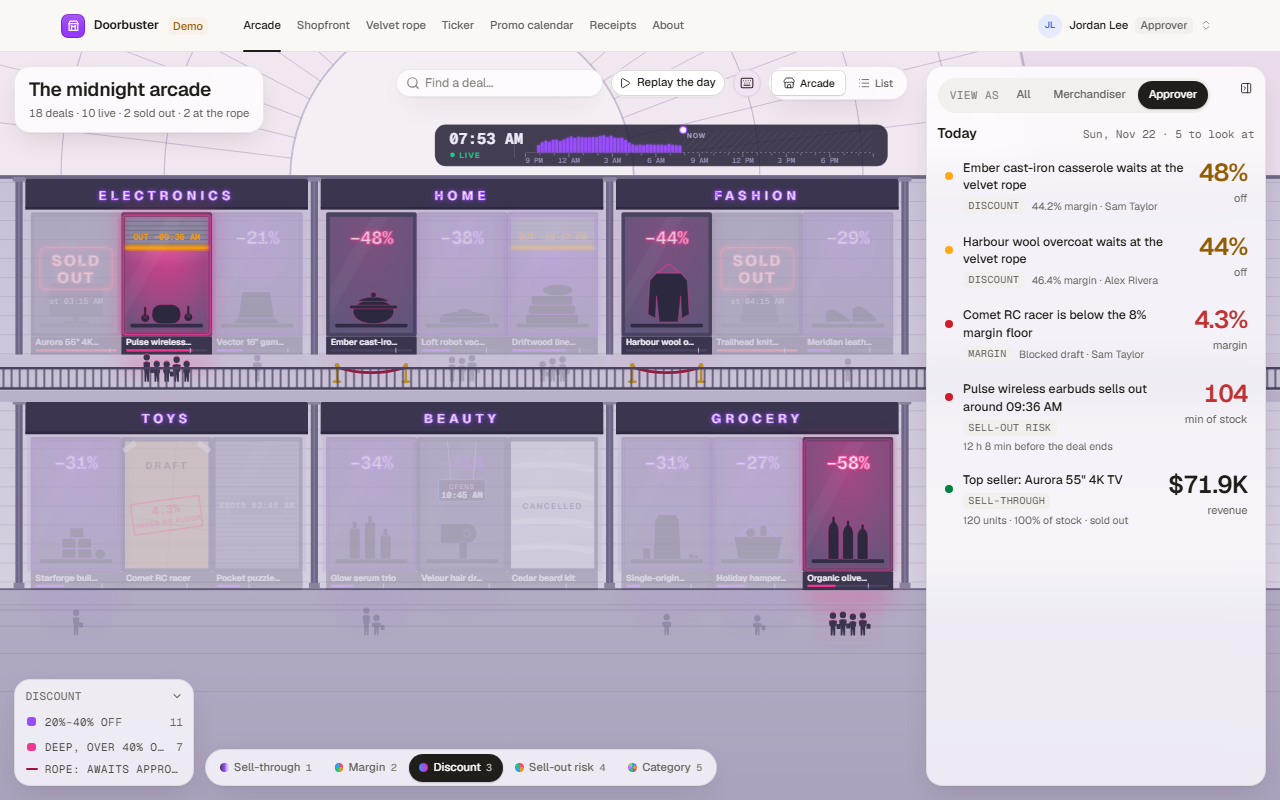 Doorbuster
Demo
Arcade
Shopfront
Velvet rope
Ticker
Promo calendar
Receipts
About
JL
Jordan Lee
Approver
The midnight arcade
18 deals · 10 live · 2 sold out · 2 at the rope
Find a deal...
Replay the day
Arcade
List
07:53 AM
LIVE
NOW
9 PM
12 AM
3 AM
6 AM
9 AM
12 PM
3 PM
6 PM
ELECTRONICS
HOME
FASHION
SOLD
OUT
at 03:15 AM
OUT ~09:36 AM
−21%
−48%
−38%
−44%
SOLD
OUT
at 04:15 AM
−29%
Aurora 55" 4K...
Pulse wireless...
Vector 16" gam...
Ember cast-iro...
Loft robot vac...
Driftwood line...
Harbour wool o...
Trailhead knit...
Meridian leath...
TOYS
BEAUTY
GROCERY
−31%
DRAFT
4.3%
ENDED 03:45 AM
−34%
OPENS
10:45 AM
CANCELLED
−31%
−27%
−58%
Starforge buil...
Comet RC racer
Pocket puzzle...
Glow serum trio
Velour hair dr...
Cedar beard kit
Single-origin...
Holiday hamper...
Organic olive...
DISCOUNT
20%–40% OFF 11
DEEP, OVER 40% O... 7
ROPE: AWAITS APPRO...
Sell-through 1
Margin 2
Discount 3
Sell-out risk 4
Category 5
VIEW AS
All
Merchandiser
Approver
Today
Sun, Nov 22 · 5 to look at
Ember cast-iron casserole waits at the
velvet rope
DISCOUNT 44.2% margin · Sam Taylor
48%
off
Harbour wool overcoat waits at the
velvet rope
DISCOUNT 46.4% margin · Alex Rivera
44%
off
Comet RC racer is below the 8%
margin floor
MARGIN Blocked draft · Sam Taylor
4.3%
margin
Pulse wireless earbuds sells out
around 09:36 AM
SELL-OUT RISK
12 h 8 min before the deal ends
104
min of stock
Top seller: Aurora 55" 4K TV
SELL-THROUGH
120 units · 100% of stock · sold out
$71.9K
revenue